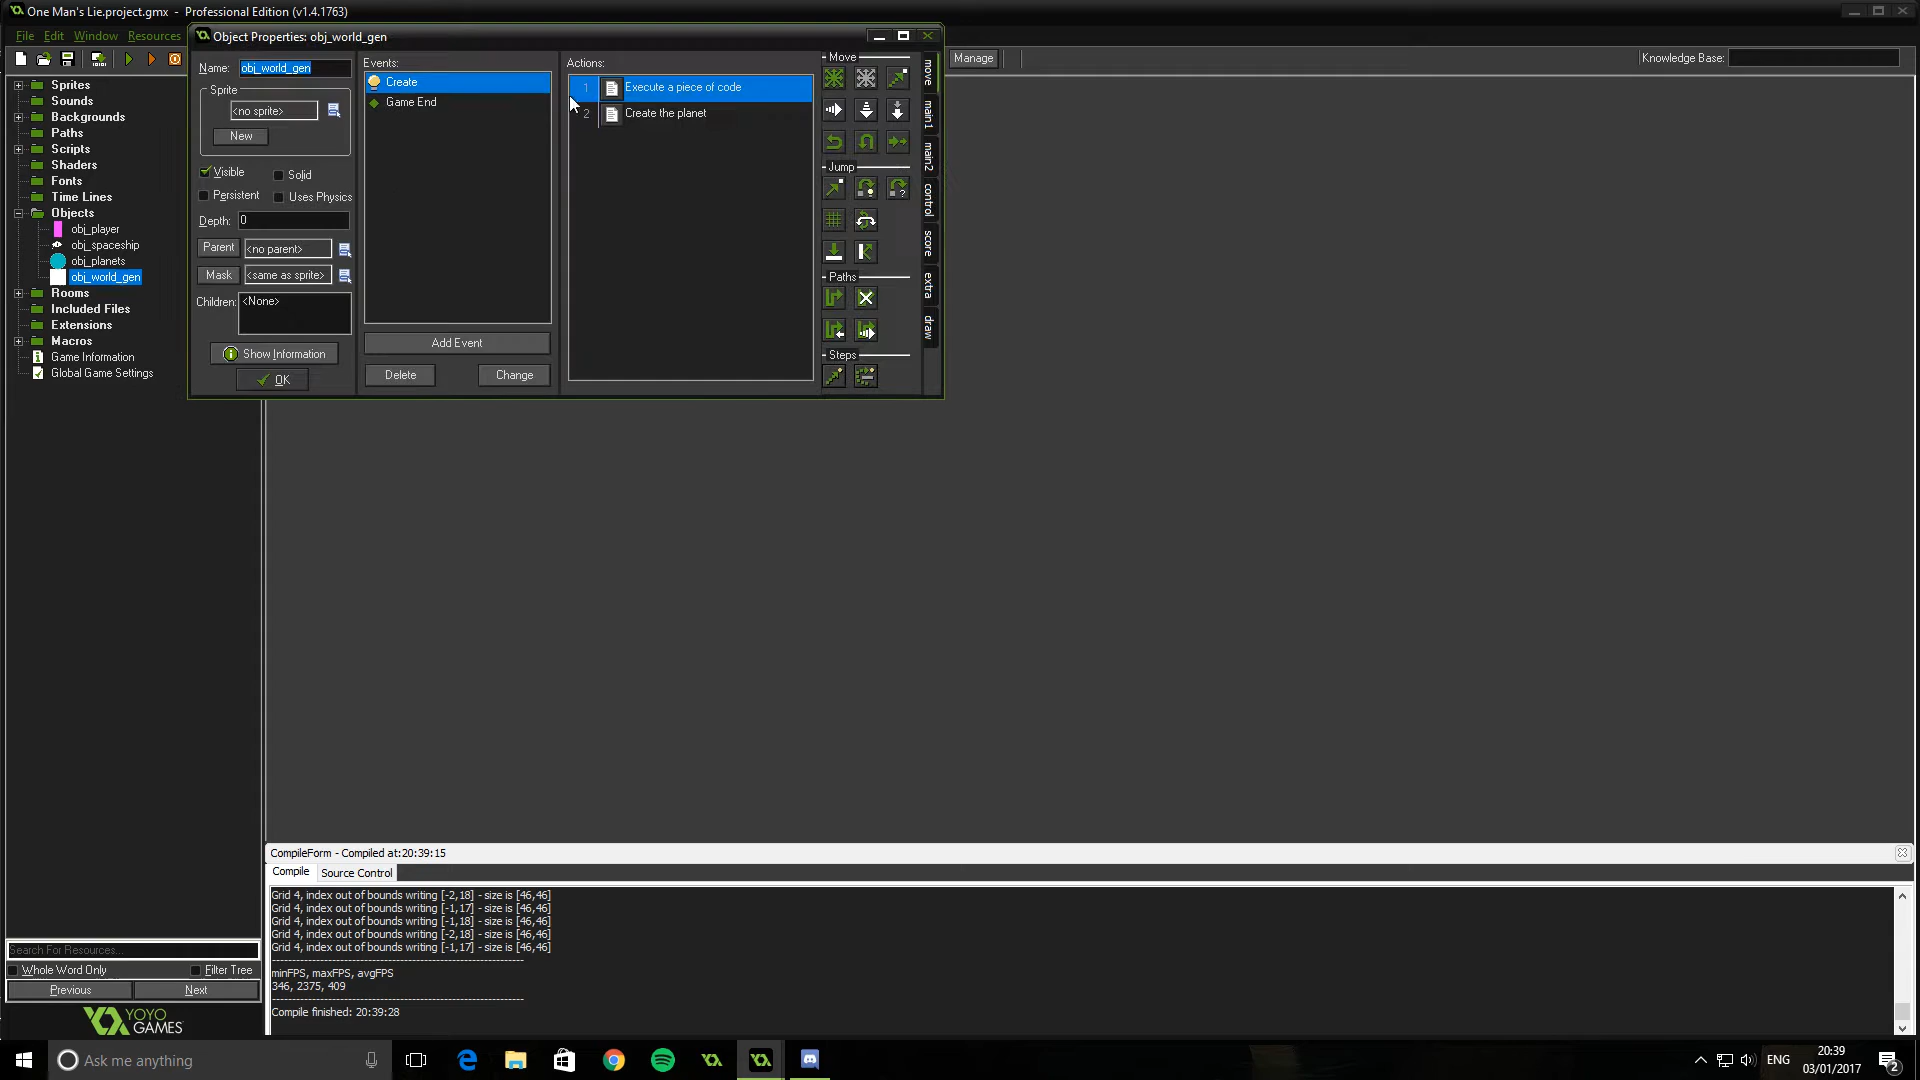 One Man's Lie.project.gmx - Professional Edition (v1.4.1763)
File Edit Window Resources
Manage
Knowledge Base:
Sprites
Sounds
Backgrounds
Paths
Scripts
Shaders
Fonts
Time Lines
Objects
obj_player
obj_spaceship
obj_planets
obj_world_gen
Rooms
Included Files
Extensions
Macros
Game Information
Global Game Settings
Search For Resources...
Whole Word Only
Filter Tree
Previous
Next
YOYO
GAMES
Object Properties: obj_world_gen
Name: obj_world_gen
Sprite
<no sprite>
New
Visible
Solid
Persistent
Uses Physics
Depth: 0
Parent <no parent>
Mask <same as sprite>
Children: <None>
Show Information
OK
Events:
Create
Game End
Add Event
Delete
Change
Actions:
1 Execute a piece of code
2 Create the planet
Move
Jump
Paths
Steps
move
main1
main2
control
score
extra
draw
CompileForm - Compiled at:20:39:15
Compile
Source Control
Grid 4, index out of bounds writing [-2,18] - size is [46,46]
Grid 4, index out of bounds writing [-1,17] - size is [46,46]
Grid 4, index out of bounds writing [-1,18] - size is [46,46]
Grid 4, index out of bounds writing [-2,18] - size is [46,46]
Grid 4, index out of bounds writing [-1,17] - size is [46,46]
minFPS, maxFPS, avgFPS
346, 2375, 409
Compile finished: 20:39:28
Ask me anything
ENG
20:39
03/01/2017
2